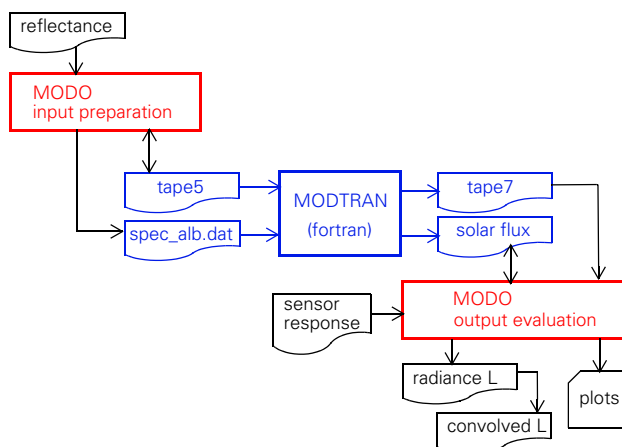 reflectance
MODO
input preparation
tape5
spec_alb.dat
MODTRAN
(fortran)
tape7
solar flux
sensor
response
MODO
output evaluation
radiance L
convolved L
plots